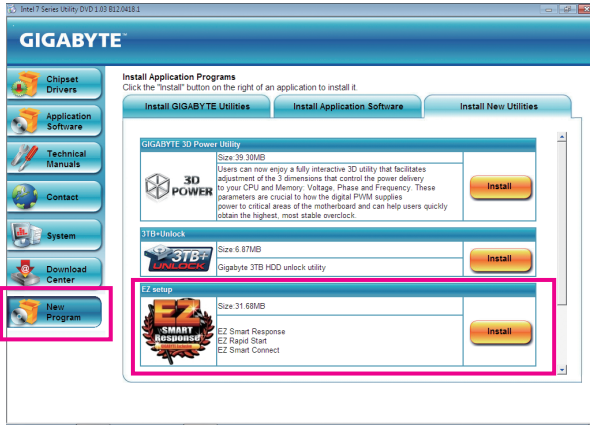 Intel 7 Series Utility DVD 1.03 B12.0418.1
GIGABYTE™
Chipset
Drivers
Application
Software
Technical
Manuals
Contact
System
Download
Center
New
Program
Install Application Programs
Click the "Install" button on the right of an application to install it.
Install GIGABYTE Utilities
Install Application Software
Install New Utilities
GIGABYTE 3D Power Utility
3D
POWER
Size:39.30MB
Users can now enjoy a fully interactive 3D utility that facilitates
adjustment of the 3 dimensions that control the power delivery
to your CPU and Memory: Voltage, Phase and Frequency. These
parameters are crucial to how the digital PWM supplies
power to critical areas of the motherboard and can help users quickly
obtain the highest, most stable overclock.
Install
3TB+Unlock
3TB+
UNLOCK
Size:6.87MB
Gigabyte 3TB HDD unlock utility
Install
EZ setup
EZ
SMART
Response
Size:31.68MB
EZ Smart Response
EZ Rapid Start
EZ Smart Connect
Install